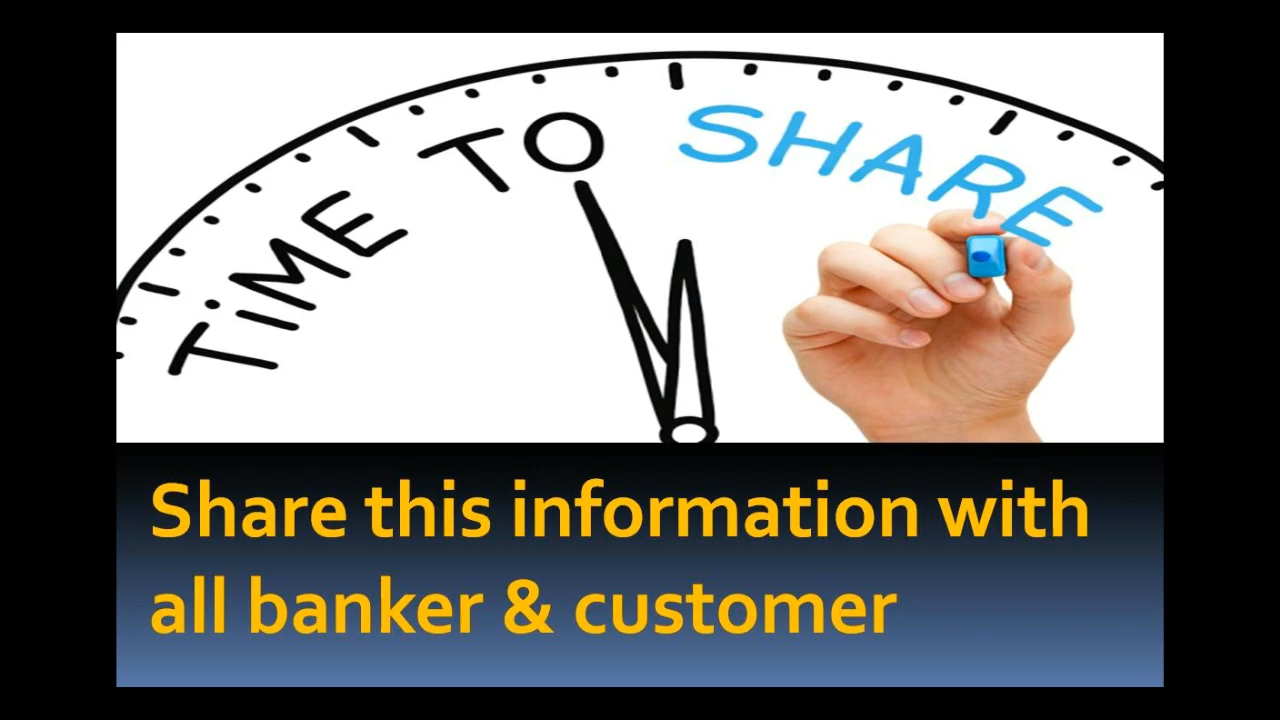 TiME TO SHARE
Share this information with
all banker & customer